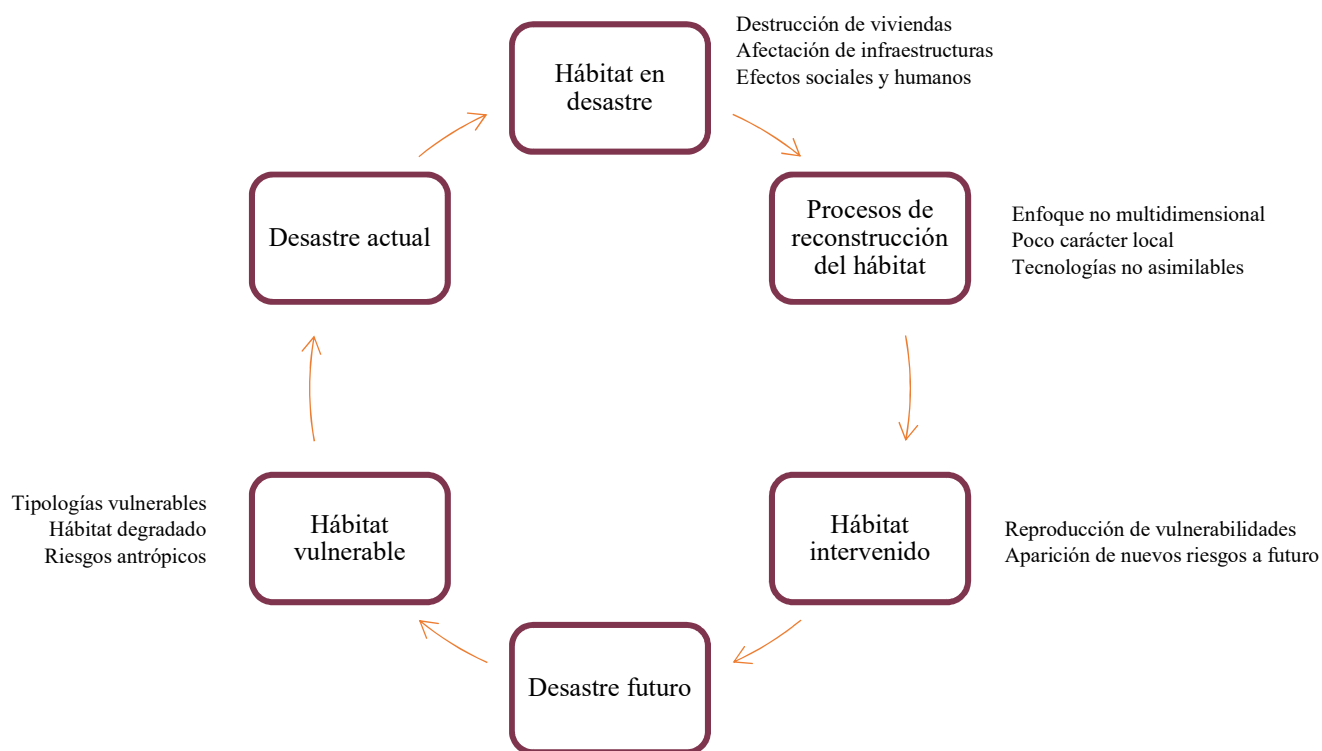 Hábitat en
desastre
Destrucción de viviendas
Afectación de infraestructuras
Efectos sociales y humanos
Procesos de
reconstrucción
del hábitat
Enfoque no multidimensional
Poco carácter local
Tecnologías no asimilables
Hábitat
intervenido
Reproducción de vulnerabilidades
Aparición de nuevos riesgos a futuro
Desastre futuro
Hábitat
vulnerable
Tipologías vulnerables
Hábitat degradado
Riesgos antrópicos
Desastre actual